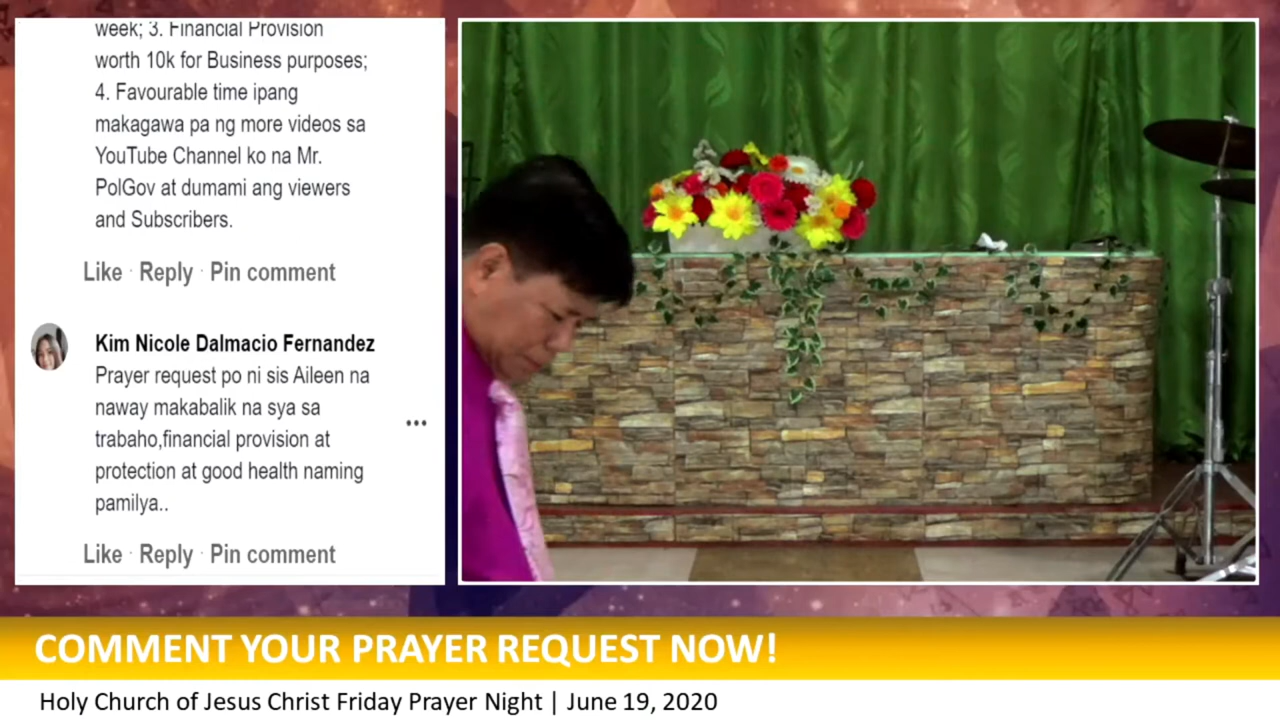 week; 3. Financial Provision
worth 10k for Business purposes;
4. Favourable time ipang
makagawa pa ng more videos sa
YouTube Channel ko na Mr.
PolGov at dumami ang viewers
and Subscribers.
Like · Reply · Pin comment
Kim Nicole Dalmacio Fernandez
Prayer request po ni sis Aileen na
naway makabalik na sya sa
trabaho,financial provision at
protection at good health naming
pamilya..
Like · Reply · Pin comment
COMMENT YOUR PRAYER REQUEST NOW!
Holy Church of Jesus Christ Friday Prayer Night | June 19, 2020